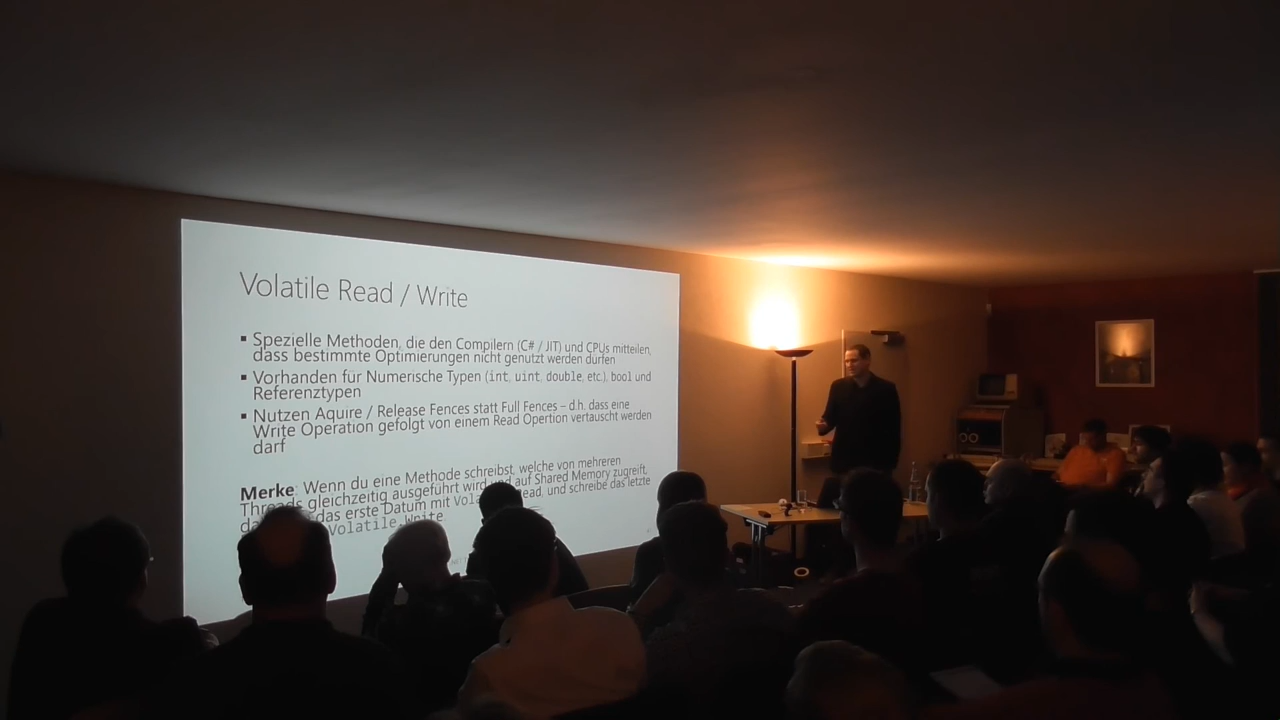 Volatile Read / Write
▪ Spezielle Methoden, die den Compilern (C# / JIT) und CPUs mitteilen,
dass bestimmte Optimierungen nicht genutzt werden dürfen
▪ Vorhanden für Numerische Typen (int, uint, double, etc.), bool und
Referenztypen
▪ Nutzen Aquire / Release Fences statt Full Fences – d.h. dass eine
Write Operation gefolgt von einem Read Opertion vertauscht werden
darf
Merke: Wenn du eine Methode schreibst, welche von mehreren
Threads gleichzeitig ausgeführt wird und auf Shared Memory zugreift,
das erste Datum mit und schreibe das letzte
Volatile.Write